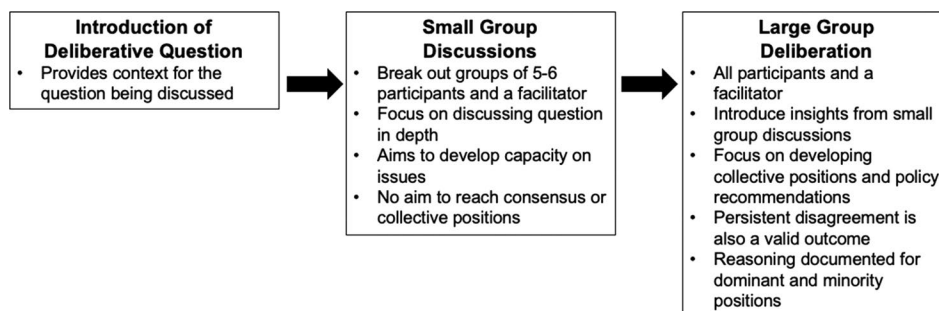 Introduction of
Deliberative Question
• Provides context for the
question being discussed
Small Group
Discussions
• Break out groups of 5-6
participants and a facilitator
• Focus on discussing question
in depth
• Aims to develop capacity on
issues
• No aim to reach consensus or
collective positions
Large Group
Deliberation
• All participants and a
facilitator
• Introduce insights from small
group discussions
• Focus on developing
collective positions and policy
recommendations
• Persistent disagreement is
also a valid outcome
• Reasoning documented for
dominant and minority
positions